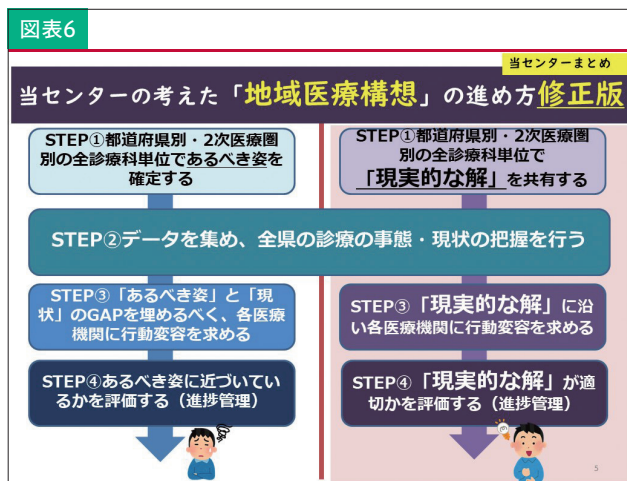 図表6
当センターまとめ
当センターの考えた「地域医療構想」の進め方修正版
STEP①都道府県別・2次医療圏
別の全診療科単位であるべき姿を
確定する
STEP①都道府県別・2次医療圏
別の全診療科単位で
「現実的な解」を共有する
STEP②データを集め、全県の診療の事態・現状の把握を行う
STEP③「あるべき姿」と「現
状」のGAPを埋めるべく、各医療
機関に行動変容を求める
STEP③「現実的な解」に沿
い各医療機関に行動変容を求める
STEP④あるべき姿に近づいてい
るかを評価する（進捗管理）
STEP④「現実的な解」が適
切かを評価する（進捗管理）
5